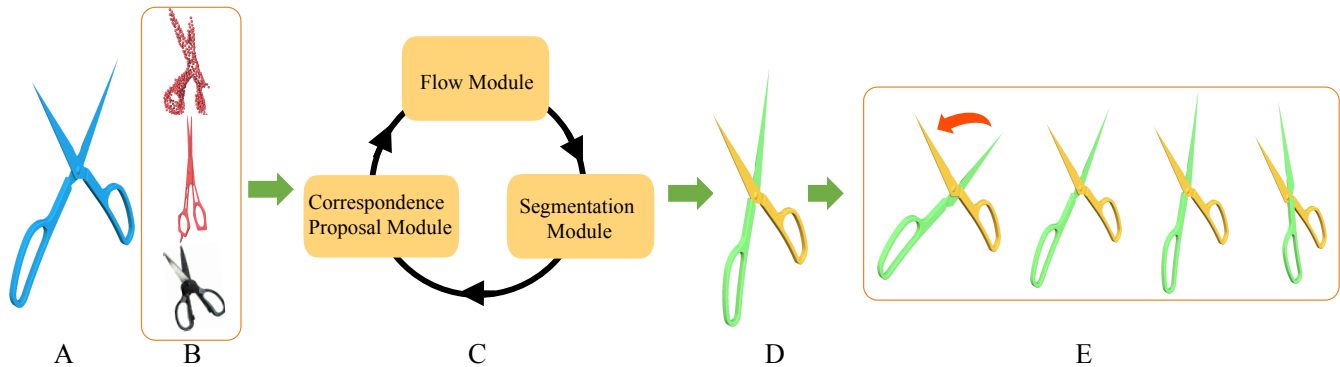 Flow Module
Correspondence
Proposal Module
Segmentation
Module
A
B
C
D
E